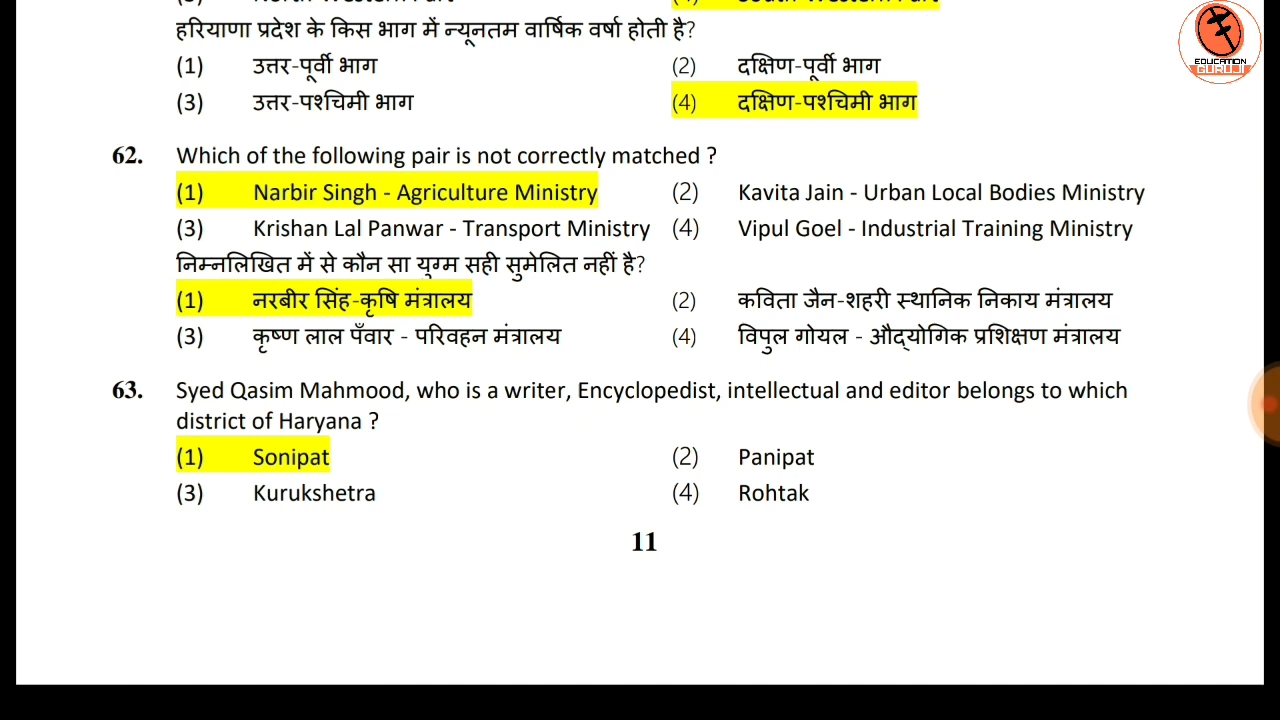 हरियाणा प्रदेश के किस भाग में न्यूनतम वार्षिक वर्षा होती है?
(1) उत्तर-पूर्वी भाग (2) दक्षिण-पूर्वी भाग
(3) उत्तर-पश्चिमी भाग (4) दक्षिण-पश्चिमी भाग
62. Which of the following pair is not correctly matched ?
(1) Narbir Singh - Agriculture Ministry (2) Kavita Jain - Urban Local Bodies Ministry
(3) Krishan Lal Panwar - Transport Ministry (4) Vipul Goel - Industrial Training Ministry
निम्नलिखित में से कौन सा युग्म सही सुमेलित नहीं है?
(1) नरबीर सिंह-कृषि मंत्रालय (2) कविता जैन-शहरी स्थानिक निकाय मंत्रालय
(3) कृष्ण लाल पँवार - परिवहन मंत्रालय (4) विपुल गोयल - औद्योगिक प्रशिक्षण मंत्रालय
63. Syed Qasim Mahmood, who is a writer, Encyclopedist, intellectual and editor belongs to which
district of Haryana ?
(1) Sonipat (2) Panipat
(3) Kurukshetra (4) Rohtak
11
EDUCATION
GURUJI